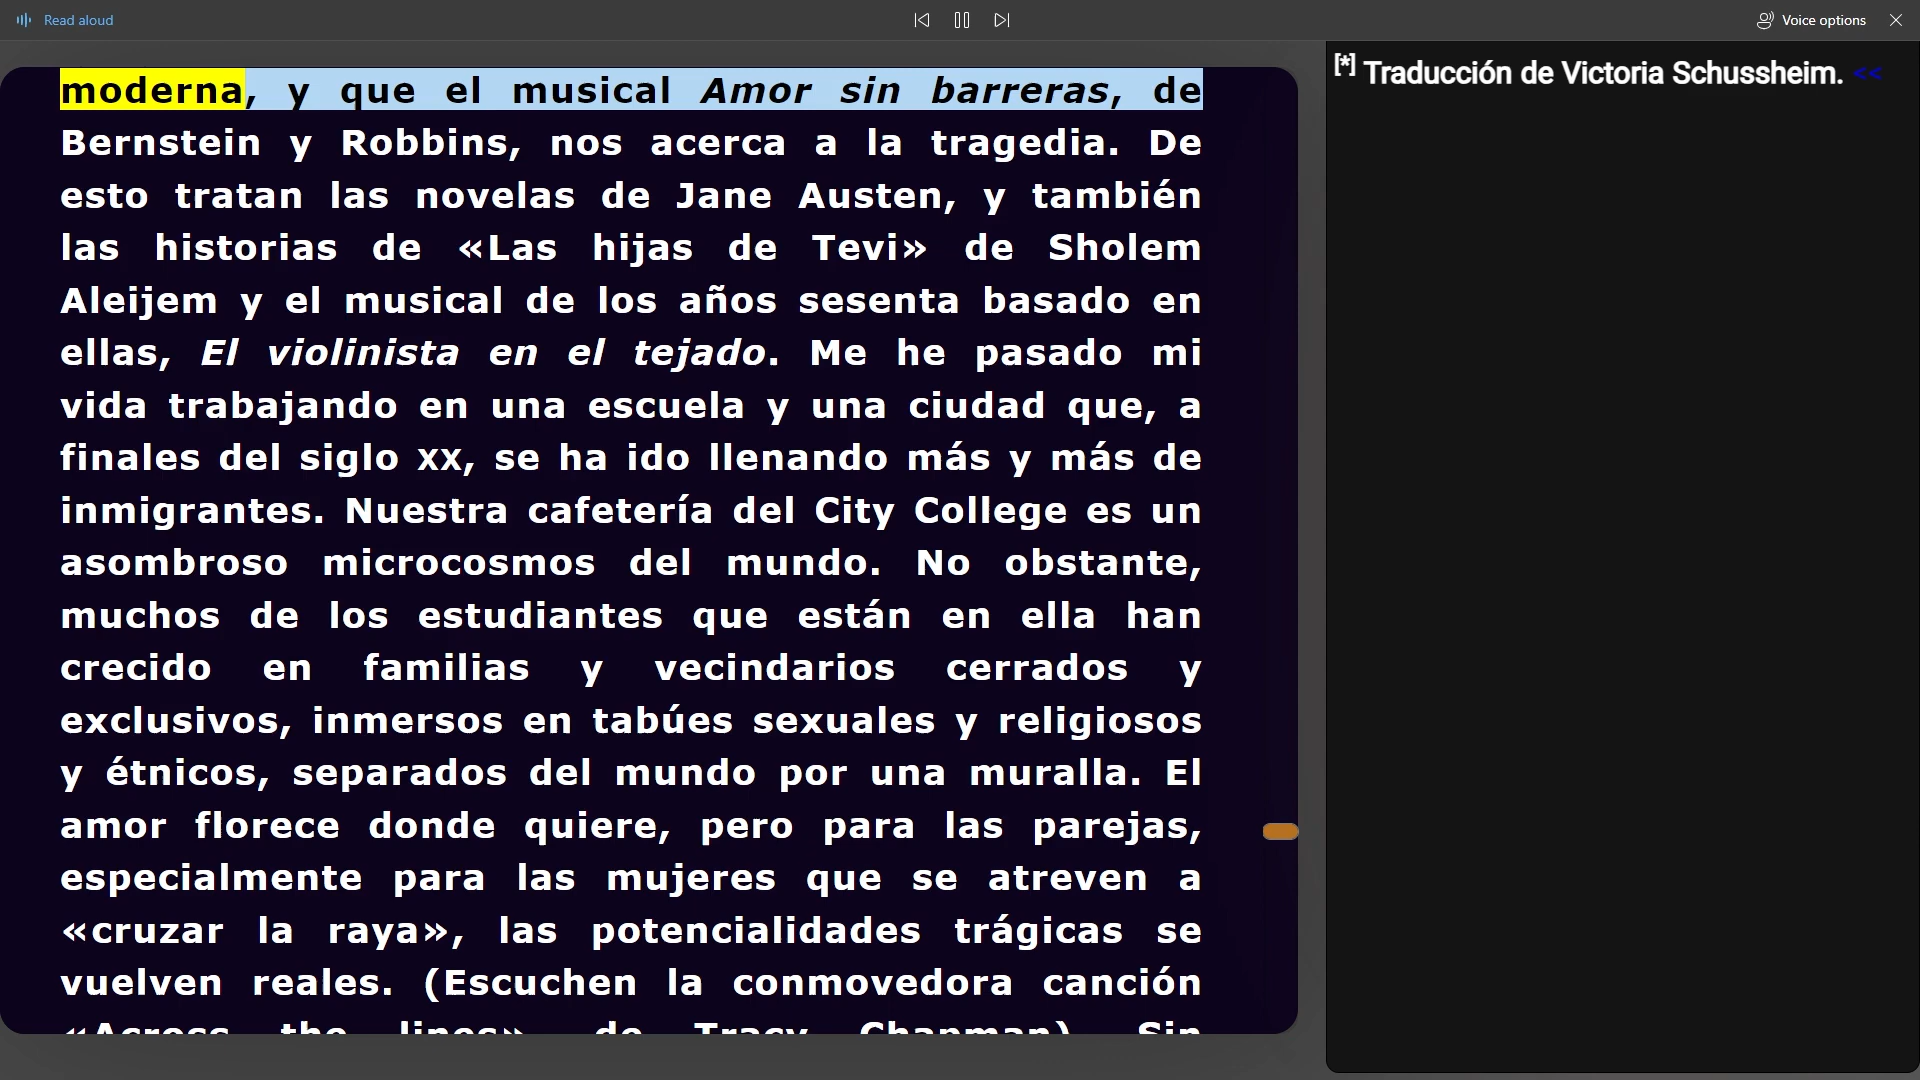 Read aloud
Voice options
moderna, y que el musical Amor sin barreras, de
Bernstein y Robbins, nos acerca a la tragedia. De
esto tratan las novelas de Jane Austen, y también
las historias de «Las hijas de Tevi» de Sholem
Aleijem y el musical de los años sesenta basado en
ellas, El violinista en el tejado. Me he pasado mi
vida trabajando en una escuela y una ciudad que, a
finales del siglo XX, se ha ido llenando más y más de
inmigrantes. Nuestra cafetería del City College es un
asombroso microcosmos del mundo. No obstante,
muchos de los estudiantes que están en ella han
crecido en familias y vecindarios cerrados y
exclusivos, inmersos en tabúes sexuales y religiosos
y étnicos, separados del mundo por una muralla. El
amor florece donde quiere, pero para las parejas,
especialmente para las mujeres que se atreven a
«cruzar la raya», las potencialidades trágicas se
vuelven reales. (Escuchen la conmovedora canción
«Across the lines», de Tracy Chapman). Sin
[*] Traducción de Victoria Schussheim. <<